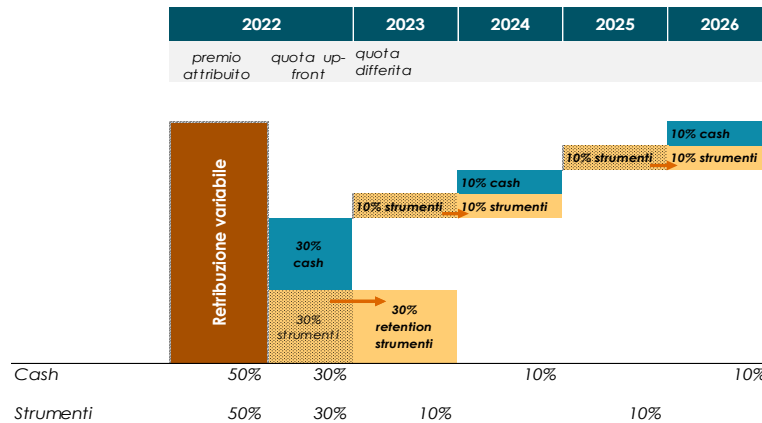 2022 2023 2024 2025 2026
premio attribuito
quota up-front
quota differita
10% cash
10% strumenti 10% strumenti
10% cash
10% strumenti 10% strumenti
Retribuzione variabile
30% cash
30% strumenti
30% retention strumenti
Cash 50% 30% 10% 10%
Strumenti 50% 30% 10% 10%